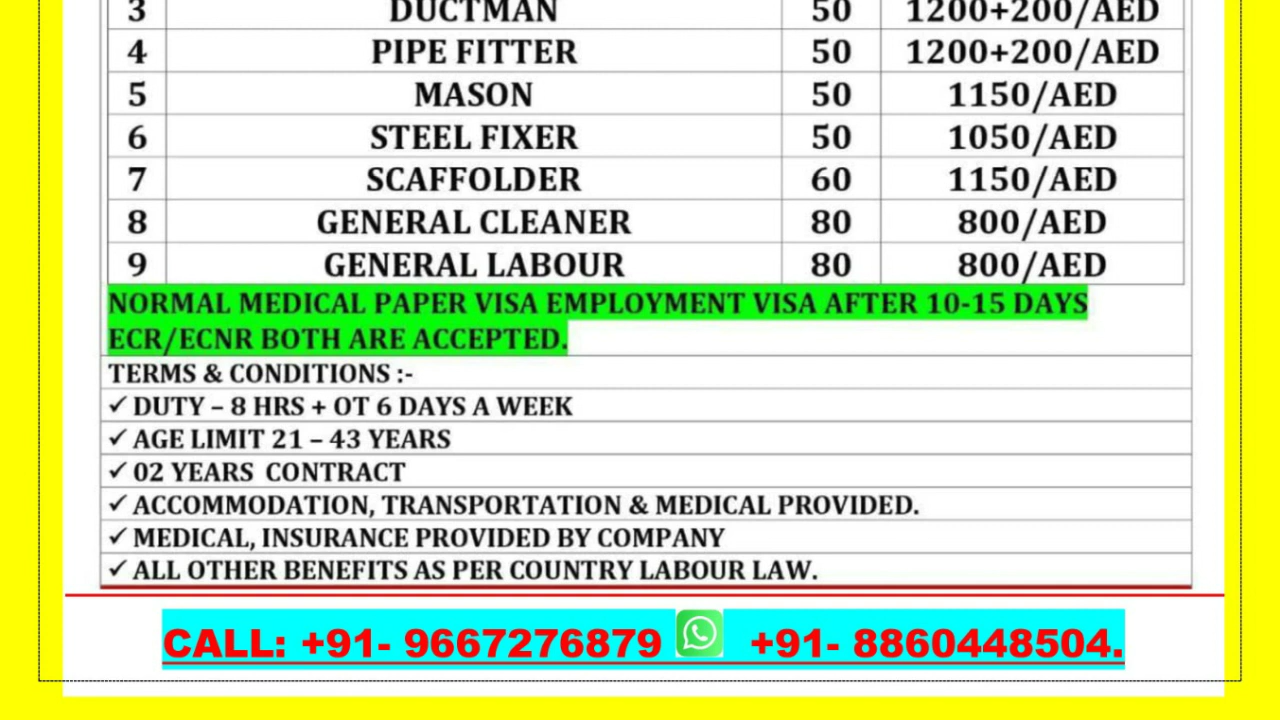 3 DUCTMAN 50 1200+200/AED
4 PIPE FITTER 50 1200+200/AED
5 MASON 50 1150/AED
6 STEEL FIXER 50 1050/AED
7 SCAFFOLDER 60 1150/AED
8 GENERAL CLEANER 80 800/AED
9 GENERAL LABOUR 80 800/AED
NORMAL MEDICAL PAPER VISA EMPLOYMENT VISA AFTER 10-15 DAYS
ECR/ECNR BOTH ARE ACCEPTED.
TERMS & CONDITIONS :-
✓ DUTY – 8 HRS + OT 6 DAYS A WEEK
✓ AGE LIMIT 21 – 43 YEARS
✓ 02 YEARS CONTRACT
✓ ACCOMMODATION, TRANSPORTATION & MEDICAL PROVIDED.
✓ MEDICAL, INSURANCE PROVIDED BY COMPANY
✓ ALL OTHER BENEFITS AS PER COUNTRY LABOUR LAW.
CALL: +91- 9667276879 +91- 8860448504.